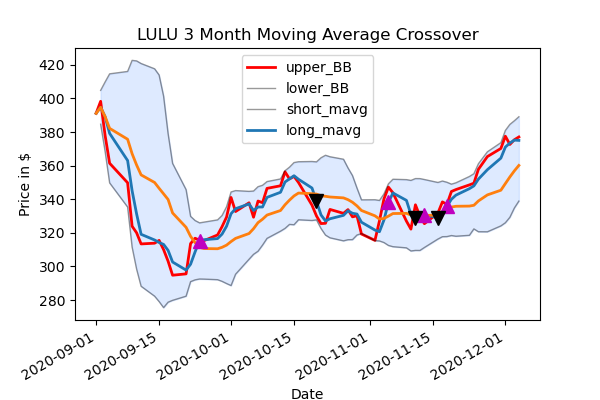 LULU 3 Month Moving Average Crossover
upper_BB
lower_BB
short_mavg
long_mavg
Price in $
420
400
380
360
340
320
300
280
2020-09-01
2020-09-15
2020-10-01
2020-10-15
2020-11-01
2020-11-15
2020-12-01
Date